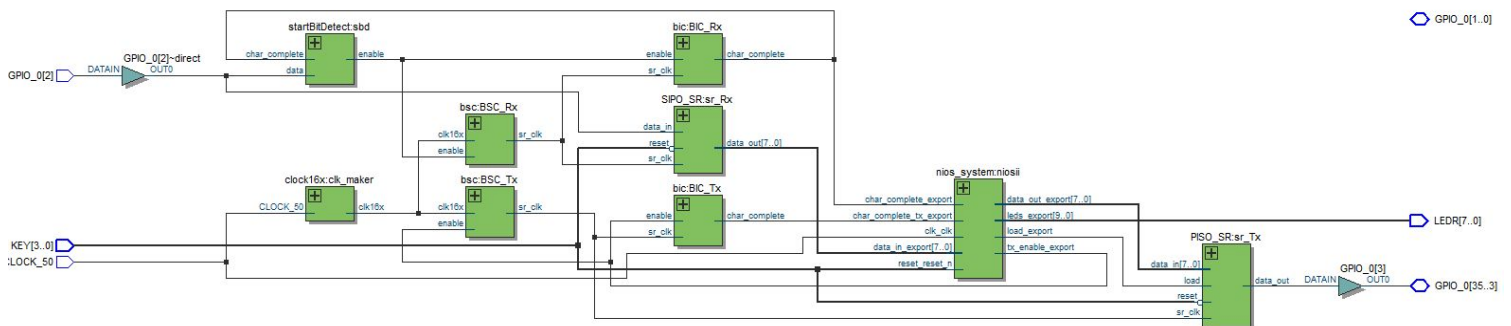 startBitDetect:sbd
char_complete
data
enable
GPIO_0[2]~direct
GPIO_0[2]
DATAIN
OUT0
bic:BIC_Rx
enable
sr_clk
char_complete
GPIO_0[1..0]
bsc:BSC_Rx
clk16x
enable
sr_clk
SIPO_SR:sr_Rx
data_in
reset
sr_clk
data_out[7..0]
clock16x:clk_maker
CLOCK_50
clk16x
bsc:BSC_Tx
clk16x
enable
sr_clk
bic:BIC_Tx
enable
sr_clk
char_complete
nios_system:niosii
char_complete_export
char_complete_tx_export
clk_clk
data_in_export[7..0]
reset_reset_n
data_out_export[7..0]
leds_export[9..0]
load_export
tx_enable_export
LEDR[7..0]
KEY[3..0]
CLOCK_50
PISO_SR:sr_Tx
data_in[7..0]
load
reset
sr_clk
data_out
GPIO_0[3]
DATAIN
OUT0
GPIO_0[35..3]